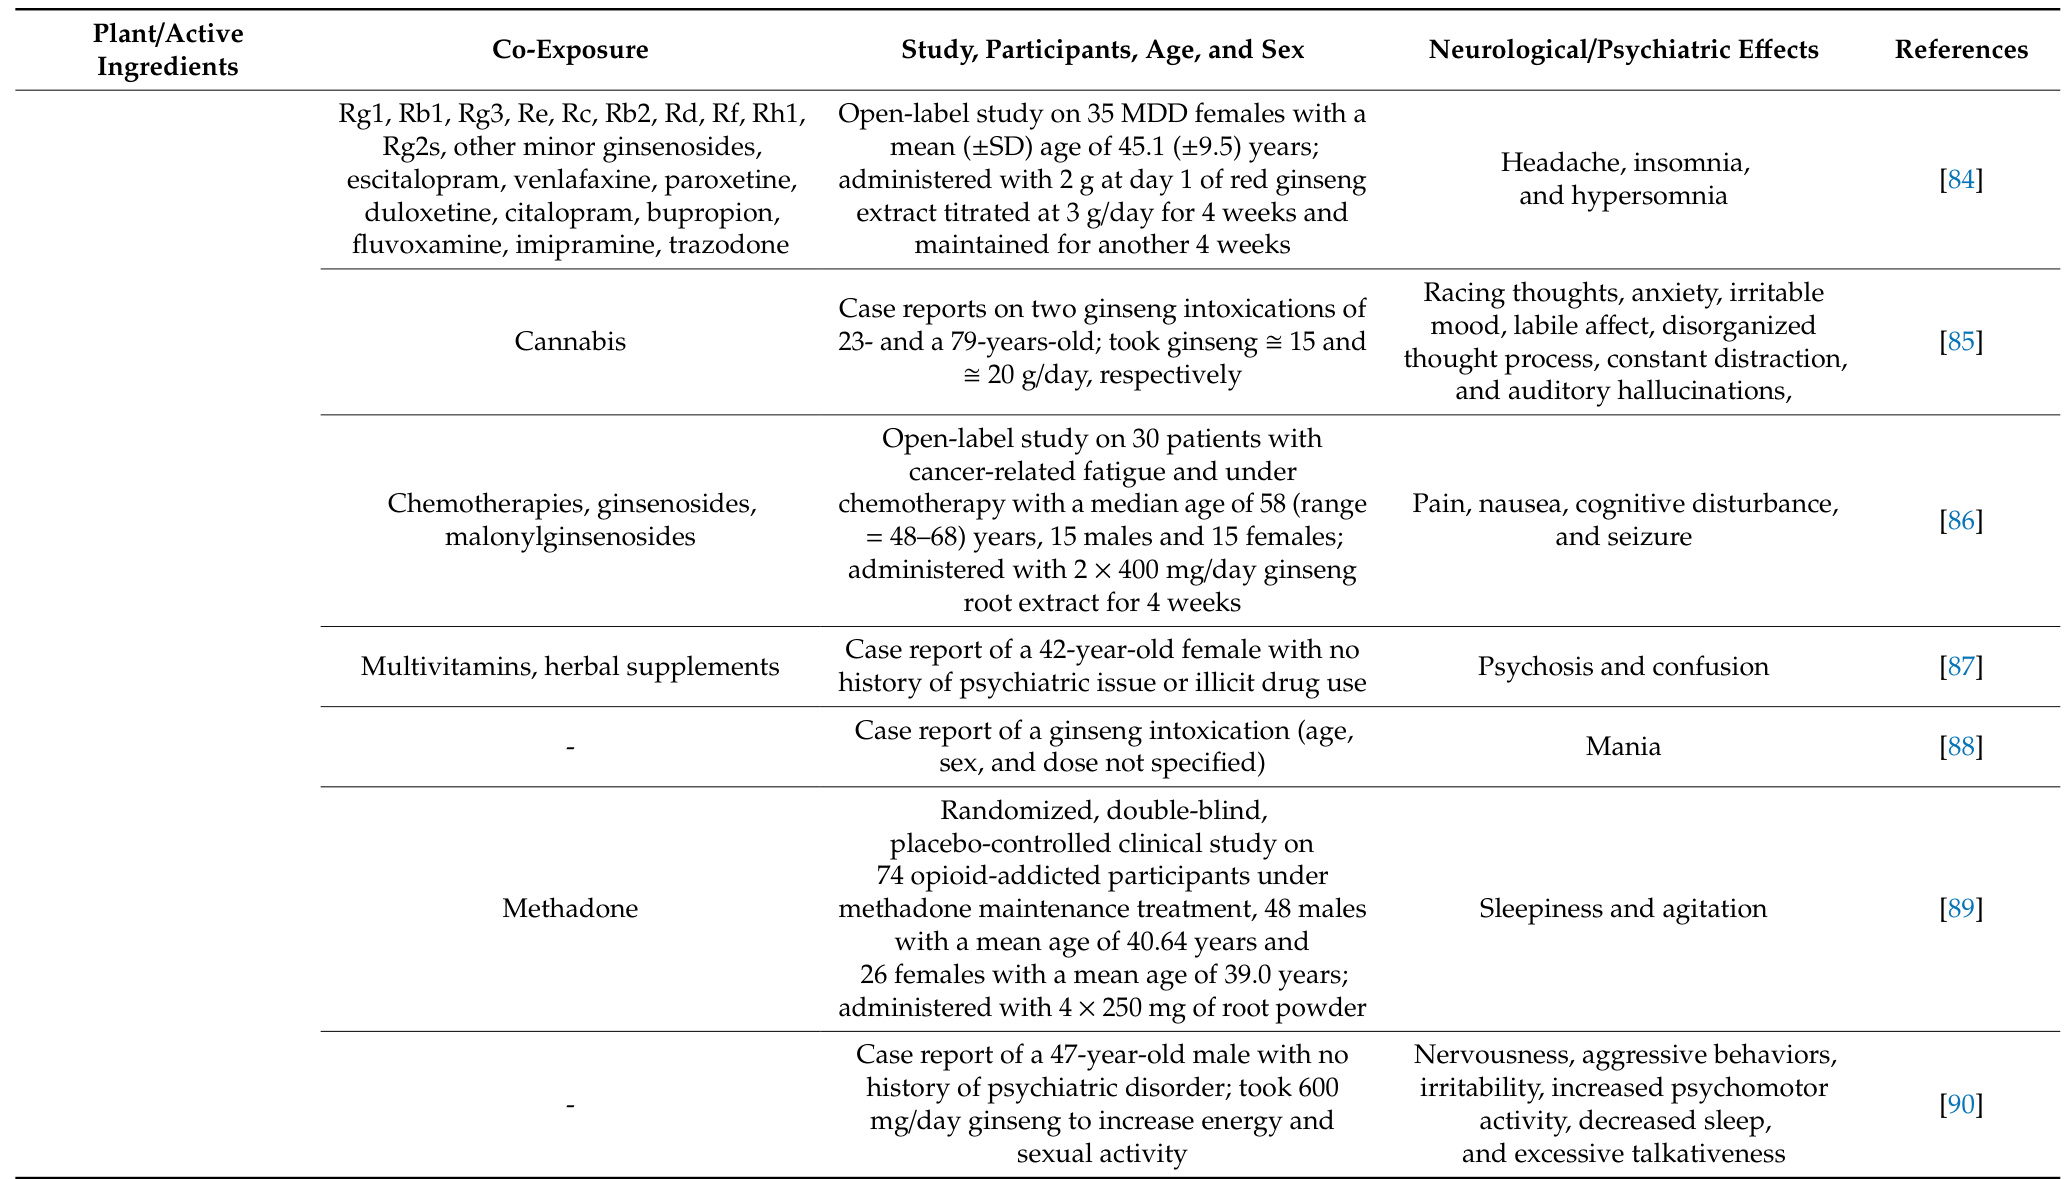 Plant/Active
Ingredients
Co-Exposure
Study, Participants, Age, and Sex
Neurological/Psychiatric Effects
References
Rg1, Rb1, Rg3, Re, Rc, Rb2, Rd, Rf, Rh1,
Rg2s, other minor ginsenosides,
escitalopram, venlafaxine, paroxetine,
duloxetine, citalopram, bupropion,
fluvoxamine, imipramine, trazodone
Open-label study on 35 MDD females with a
mean (±SD) age of 45.1 (±9.5) years;
administered with 2 g at day 1 of red ginseng
extract titrated at 3 g/day for 4 weeks and
maintained for another 4 weeks
Headache, insomnia,
and hypersomnia
[84]
Cannabis
Case reports on two ginseng intoxications of
23- and a 79-years-old; took ginseng ≅ 15 and
≅ 20 g/day, respectively
Racing thoughts, anxiety, irritable
mood, labile affect, disorganized
thought process, constant distraction,
and auditory hallucinations,
[85]
Chemotherapies, ginsenosides,
malonylginsenosides
Open-label study on 30 patients with
cancer-related fatigue and under
chemotherapy with a median age of 58 (range
= 48–68) years, 15 males and 15 females;
administered with 2 × 400 mg/day ginseng
root extract for 4 weeks
Pain, nausea, cognitive disturbance,
and seizure
[86]
Multivitamins, herbal supplements
Case report of a 42-year-old female with no
history of psychiatric issue or illicit drug use
Psychosis and confusion
[87]
-
Case report of a ginseng intoxication (age,
sex, and dose not specified)
Mania
[88]
Methadone
Randomized, double-blind,
placebo-controlled clinical study on
74 opioid-addicted participants under
methadone maintenance treatment, 48 males
with a mean age of 40.64 years and
26 females with a mean age of 39.0 years;
administered with 4 × 250 mg of root powder
Sleepiness and agitation
[89]
-
Case report of a 47-year-old male with no
history of psychiatric disorder; took 600
mg/day ginseng to increase energy and
sexual activity
Nervousness, aggressive behaviors,
irritability, increased psychomotor
activity, decreased sleep,
and excessive talkativeness
[90]